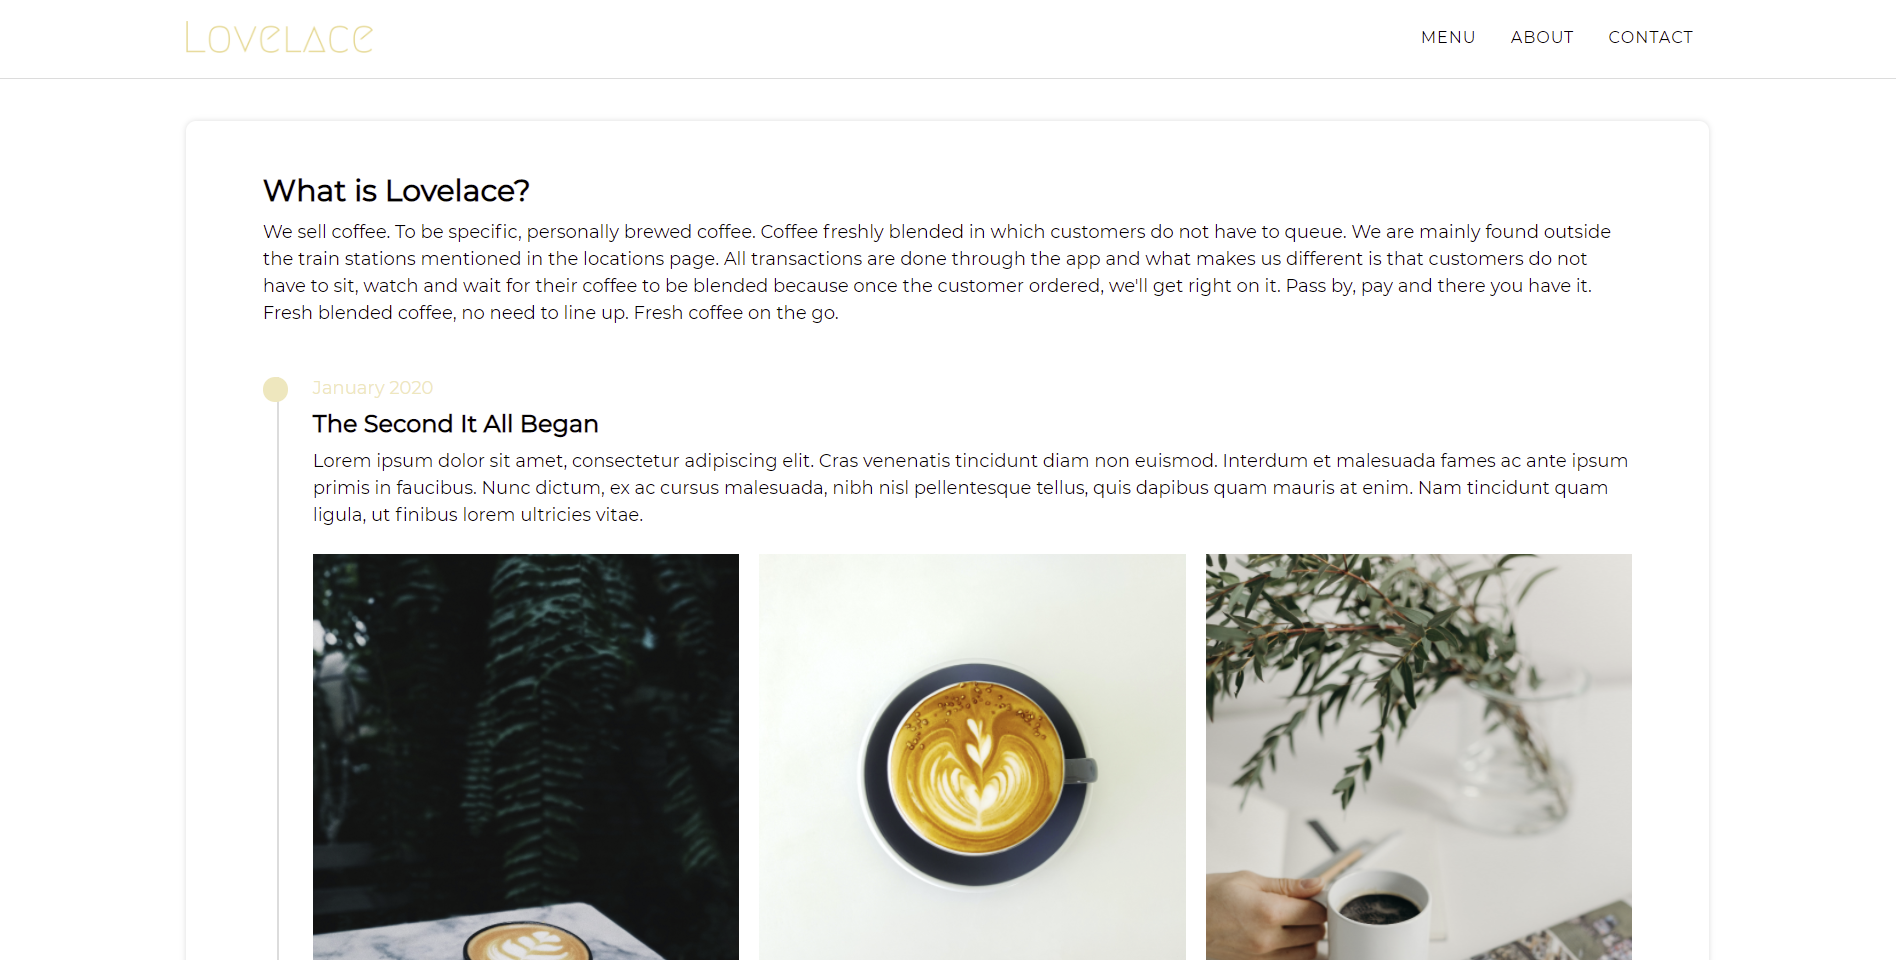 Lovelace
MENU ABOUT CONTACT
What is Lovelace?
We sell coffee. To be specific, personally brewed coffee. Coffee freshly blended in which customers do not have to queue. We are mainly found outside
the train stations mentioned in the locations page. All transactions are done through the app and what makes us different is that customers do not
have to sit, watch and wait for their coffee to be blended because once the customer ordered, we'll get right on it. Pass by, pay and there you have it.
Fresh blended coffee, no need to line up. Fresh coffee on the go.
January 2020
The Second It All Began
Lorem ipsum dolor sit amet, consectetur adipiscing elit. Cras venenatis tincidunt diam non euismod. Interdum et malesuada fames ac ante ipsum
primis in faucibus. Nunc dictum, ex ac cursus malesuada, nibh nisl pellentesque tellus, quis dapibus quam mauris at enim. Nam tincidunt quam
ligula, ut finibus lorem ultricies vitae.